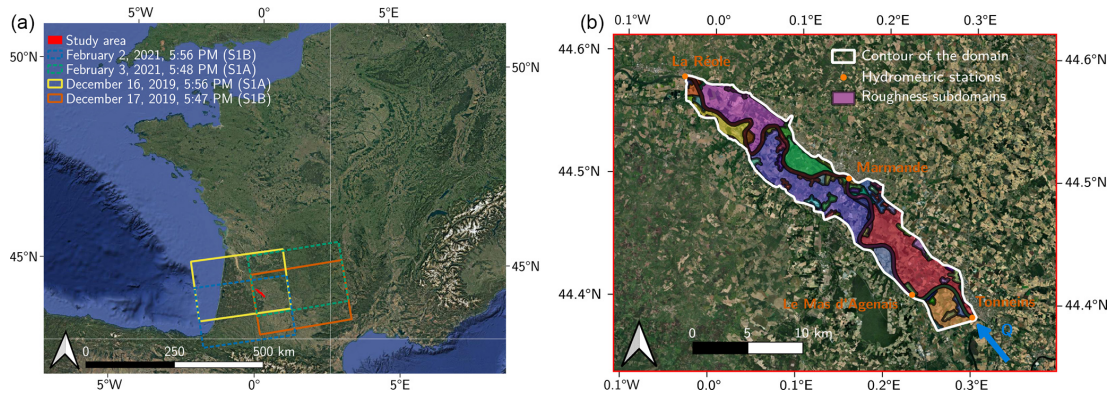 (a)
50°N
45°N
Study area
February 2, 2021, 5:56 PM (S1B)
February 3, 2021, 5:48 PM (S1A)
December 16, 2019, 5:56 PM (S1A)
December 17, 2019, 5:47 PM (S1B)
5°W
0°
5°E
50°N
45°N
0
250
500 km
5°W
0°
5°E
(b)
0.1°W
0.0°
0.1°E
0.2°E
0.3°E
44.6°N
44.5°N
44.4°N
La Réole
Contour of the domain
Hydrometric stations
Roughness subdomains
Marmande
Le Mas d'Agenais
Tonneins
Q
44.6°N
44.5°N
44.4°N
0
5
10 km
0.1°W
0.0°
0.1°E
0.2°E
0.3°E